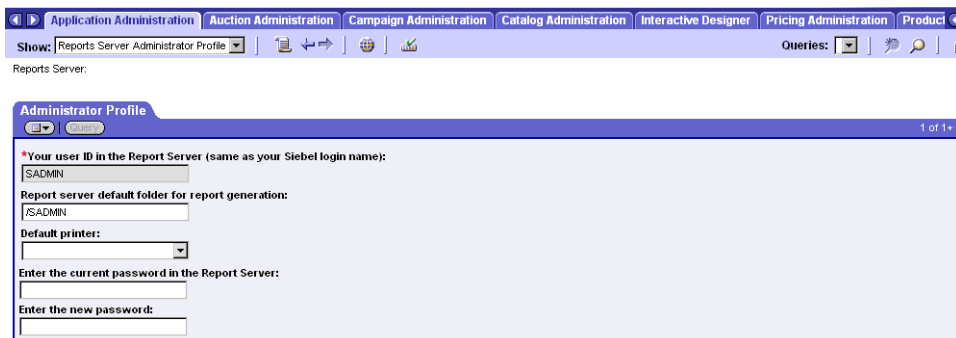 Application Administration Auction Administration Campaign Administration Catalog Administration Interactive Designer Pricing Administration Product
Show: Reports Server Administrator Profile Queries:
Reports Server:
Administrator Profile
Query 1 of 1+
*Your user ID in the Report Server (same as your Siebel login name):
SADMIN
Report server default folder for report generation:
/SADMIN
Default printer:
Enter the current password in the Report Server:
Enter the new password: